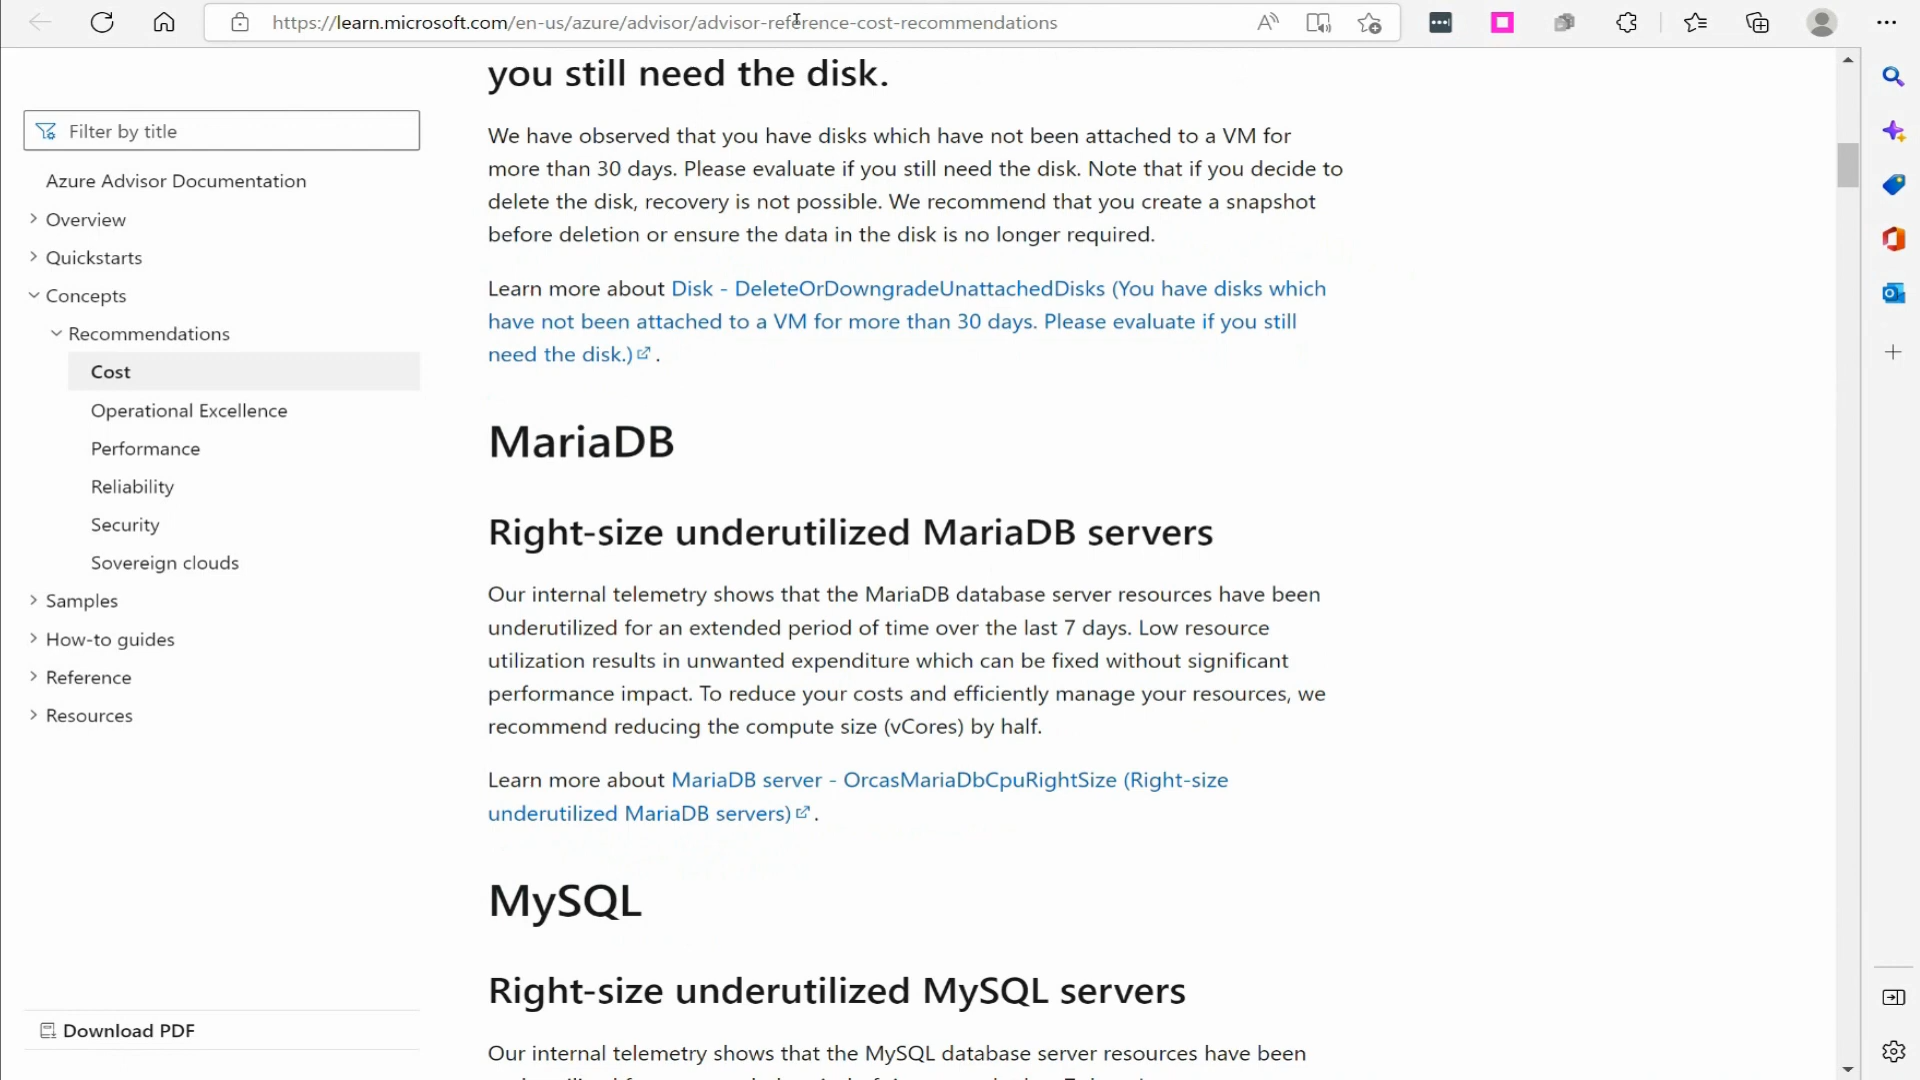 https://learn.microsoft.com/en-us/azure/advisor/advisor-reference-cost-recommendations
Filter by title
Azure Advisor Documentation
Overview
Quickstarts
Concepts
Recommendations
Cost
Operational Excellence
Performance
Reliability
Security
Sovereign clouds
Samples
How-to guides
Reference
Resources
Download PDF
you still need the disk.
We have observed that you have disks which have not been attached to a VM for
more than 30 days. Please evaluate if you still need the disk. Note that if you decide to
delete the disk, recovery is not possible. We recommend that you create a snapshot
before deletion or ensure the data in the disk is no longer required.
Learn more about Disk - DeleteOrDowngradeUnattachedDisks (You have disks which
have not been attached to a VM for more than 30 days. Please evaluate if you still
need the disk.) .
MariaDB
Right-size underutilized MariaDB servers
Our internal telemetry shows that the MariaDB database server resources have been
underutilized for an extended period of time over the last 7 days. Low resource
utilization results in unwanted expenditure which can be fixed without significant
performance impact. To reduce your costs and efficiently manage your resources, we
recommend reducing the compute size (vCores) by half.
Learn more about MariaDB server - OrcasMariaDbCpuRightSize (Right-size
underutilized MariaDB servers) .
MySQL
Right-size underutilized MySQL servers
Our internal telemetry shows that the MySQL database server resources have been